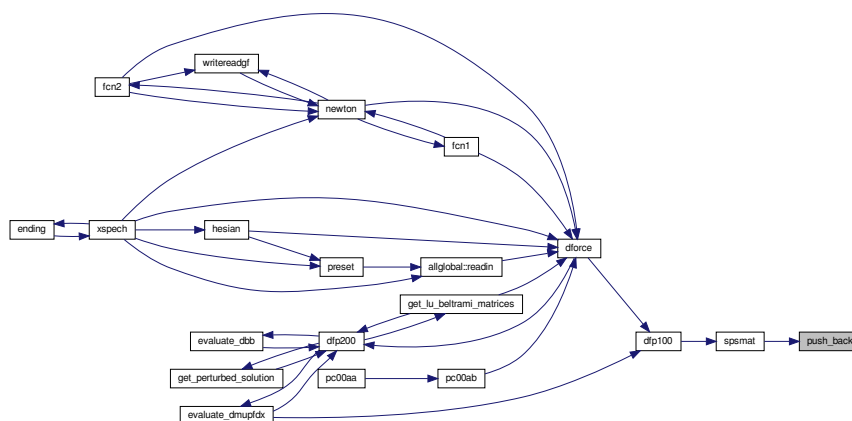 writereadgf
fcn2
newton
fcn1
ending
xspech
hesian
dforce
preset
allglobal::readin
get_lu_beltrami_matrices
evaluate_dbb
dfp200
dfp100
spsmat
push_back
get_perturbed_solution
pc00aa
pc00ab
evaluate_dmupfdx